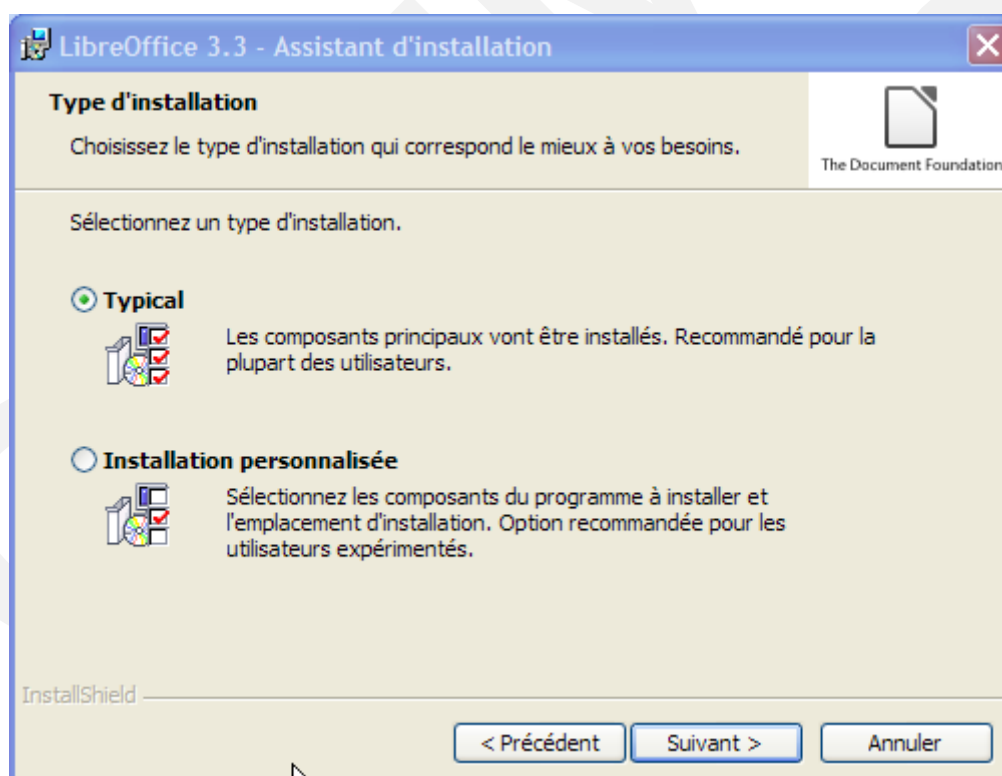 LibreOffice 3.3 - Assistant d'installation
Type d'installation
Choisissez le type d'installation qui correspond le mieux à vos besoins.
The Document Foundation
Sélectionnez un type d'installation.
Typical
Les composants principaux vont être installés. Recommandé pour la
plupart des utilisateurs.
Installation personnalisée
Sélectionnez les composants du programme à installer et
l'emplacement d'installation. Option recommandée pour les
utilisateurs expérimentés.
InstallShield
< Précédent
Suivant >
Annuler